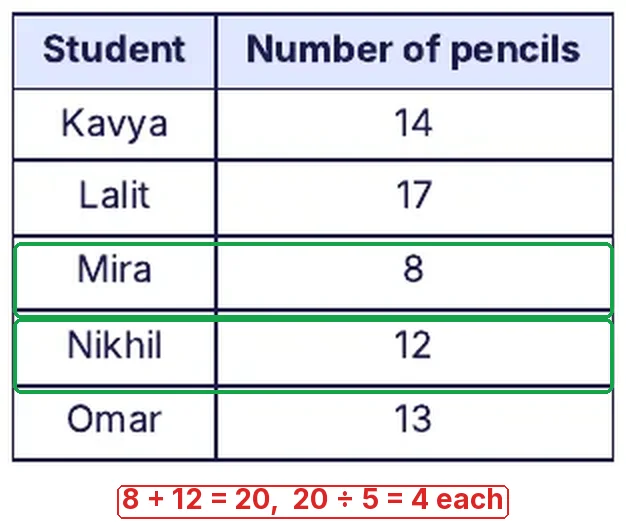 Student Number of pencils
Kavya 14
Lalit 17
Mira 8
Nikhil 12
Omar 13
8 + 12 = 20, 20 ÷ 5 = 4 each